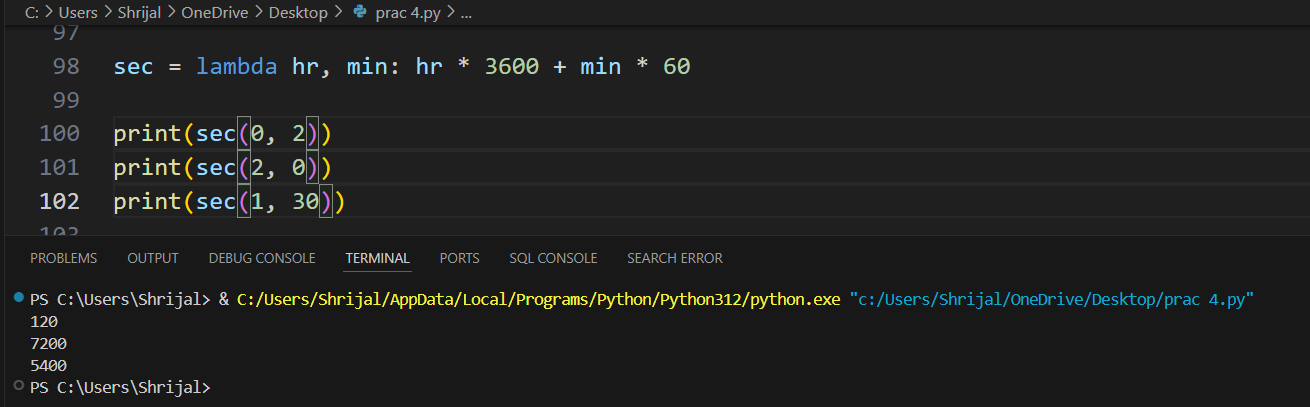 C: > Users > Shrijal > OneDrive > Desktop > prac 4.py > ...
97
98 sec = lambda hr, min: hr * 3600 + min * 60
99
100 print(sec(0, 2))
101 print(sec(2, 0))
102 print(sec(1, 30))
103
PROBLEMS OUTPUT DEBUG CONSOLE TERMINAL PORTS SQL CONSOLE SEARCH ERROR
PS C:\Users\Shrijal> & C:/Users/Shrijal/AppData/Local/Programs/Python/Python312/python.exe "c:/Users/Shrijal/OneDrive/Desktop/prac 4.py"
120
7200
5400
PS C:\Users\Shrijal>